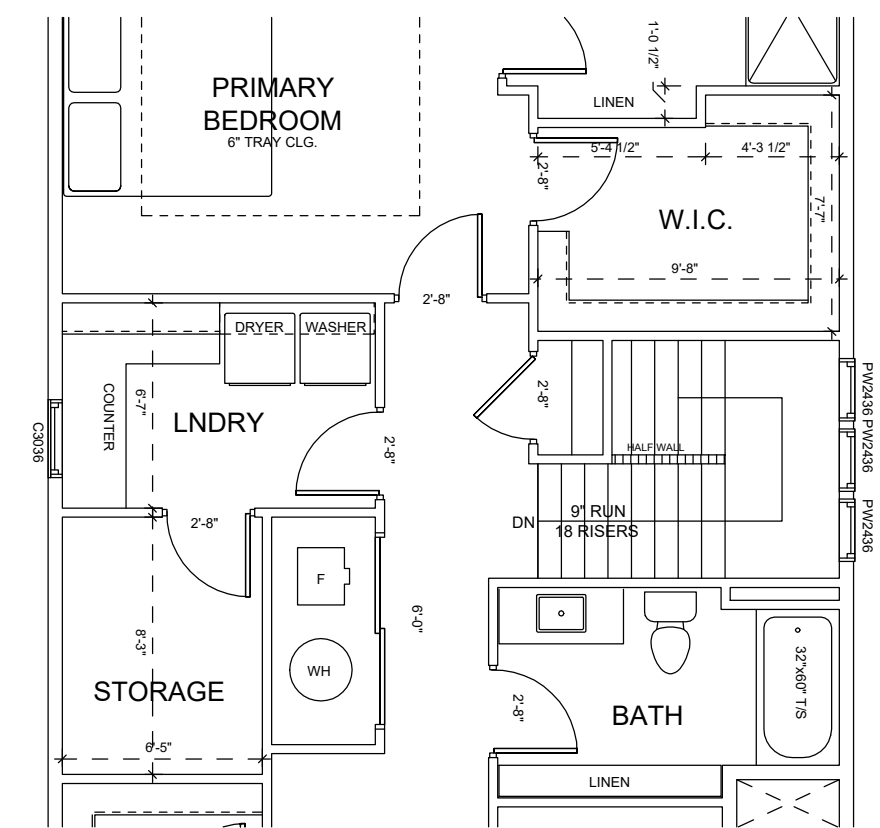 1'-0 1/2"
PRIMARY
BEDROOM
6" TRAY CLG.
LINEN
5'-4 1/2"
4'-3 1/2"
2'-8"
7'-7"
W.I.C.
9'-8"
2'-8"
DRYER
WASHER
COUNTER
6'-7"
LNDRY
2'-8"
2'-8"
C3036
PW2436
PW2436
PW2436
HALF WALL
2'-8"
DN
9" RUN
18 RISERS
F
6'-0"
8'-3"
WH
STORAGE
6'-5"
2'-8"
BATH
32"x60" T/S
LINEN